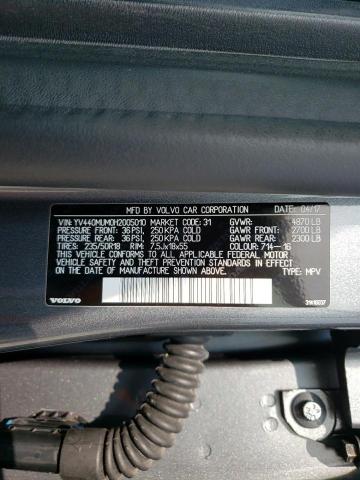 MFD BY VOLVO CAR CORPORATION 04/17
VIN: YV440MUM0H2005010 MARKET CODE: 31 GVWR: 4870 LB
PRESSURE FRONT: 36 PSI, 250 KPA COLD GAWR FRONT: 2700 LB
PRESSURE REAR: 36 PSI, 250 KPA COLD GAWR REAR: 2300 LB
TIRES: 235/50R18 RIM: 7.5Jx18x55 COLOUR: 714-16
THIS VEHICLE CONFORMS TO ALL APPLICABLE FEDERAL MOTOR
VEHICLE SAFETY AND THEFT PREVENTION STANDARDS IN EFFECT
ON THE DATE OF MANUFACTURE SHOWN ABOVE. TYPE: MPV
VOLVO